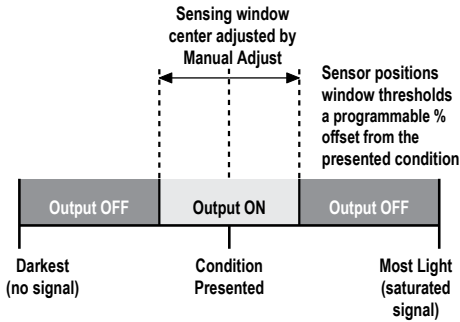 Sensing window
center adjusted by
Manual Adjust
Sensor positions
window thresholds
a programmable %
offset from the
presented condition
Output OFF
Output ON
Output OFF
Darkest
(no signal)
Condition
Presented
Most Light
(saturated
signal)